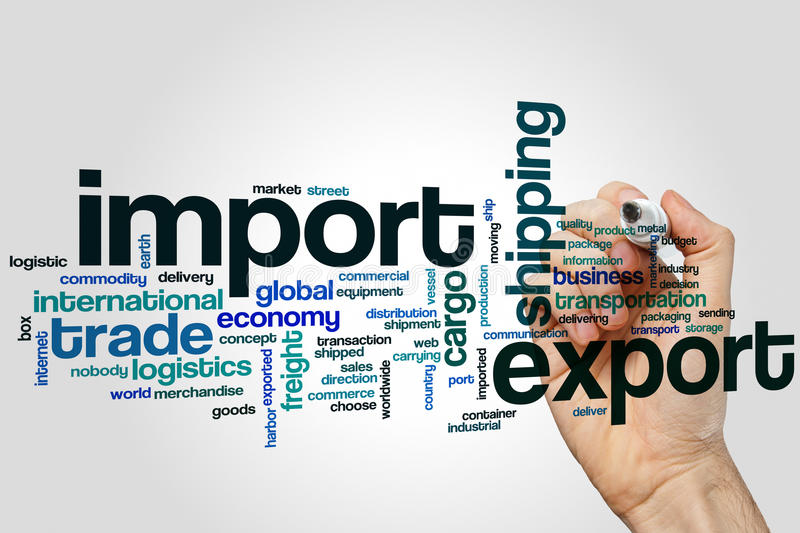 market street
import
shipping
export
logistic
earth
commodity
delivery
international
global
commercial
equipment
box
internet
trade
economy
distribution
shipment
vessel
cargo
production
moving
ship
quality
product
metal
package
marketing
budget
information
business
industry
decision
transportation
delivering
packaging
sending
communication
transport
storage
concept
transaction
web
nobody
logistics
exported
freight
shipped
carrying
sales
direction
worldwide
country
port
imported
world
merchandise
commerce
goods
harbor
choose
container
industrial
deliver